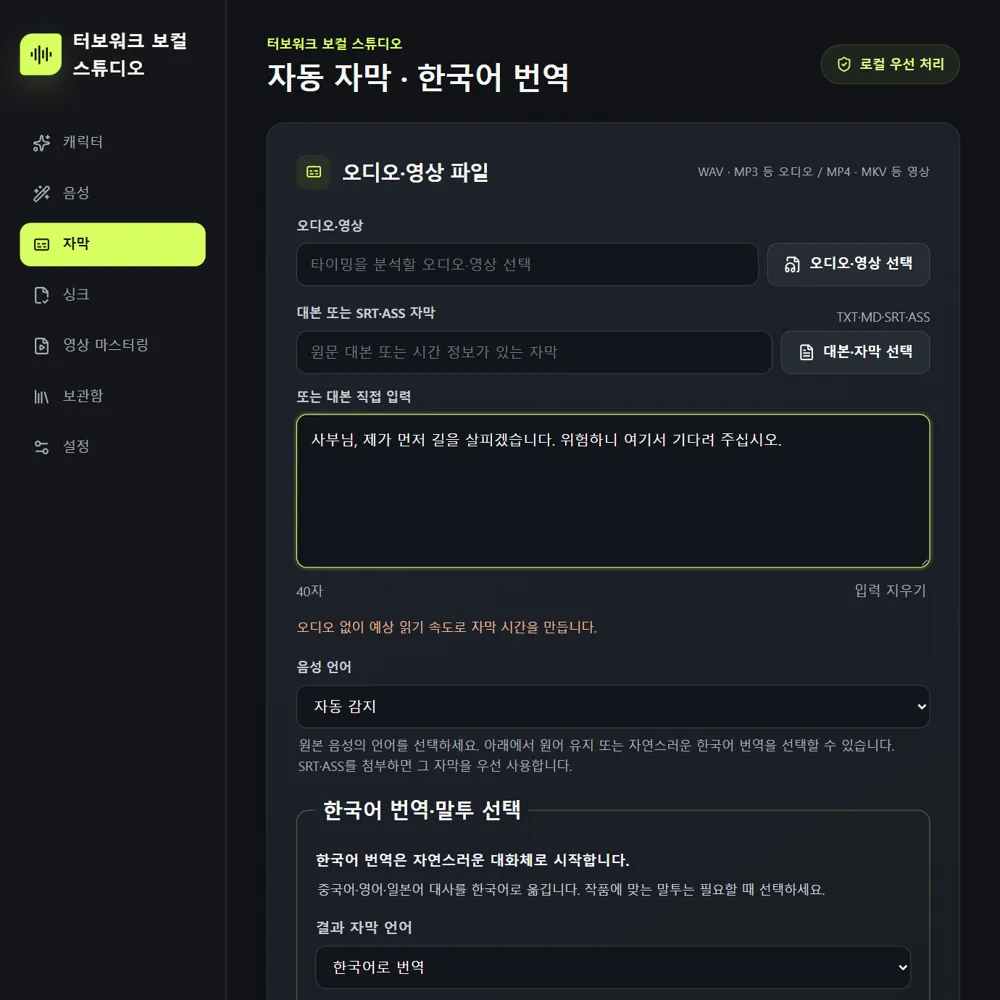 터보워크 보컬
스튜디오
캐릭터
음성
자막
싱크
영상 마스터링
보관함
설정
터보워크 보컬 스튜디오
자동 자막 · 한국어 번역
로컬 우선 처리
오디오·영상 파일
WAV · MP3 등 오디오 / MP4 · MKV 등 영상
오디오·영상
타이밍을 분석할 오디오·영상 선택
오디오·영상 선택
대본 또는 SRT·ASS 자막
TXT·MD·SRT·ASS
원문 대본 또는 시간 정보가 있는 자막
대본·자막 선택
또는 대본 직접 입력
사부님, 제가 먼저 길을 살피겠습니다. 위험하니 여기서 기다려 주십시오.
40자
입력 지우기
오디오 없이 예상 읽기 속도로 자막 시간을 만듭니다.
음성 언어
자동 감지
원본 음성의 언어를 선택하세요. 아래에서 원어 유지 또는 자연스러운 한국어 번역을 선택할 수 있습니다.
SRT·ASS를 첨부하면 그 자막을 우선 사용합니다.
한국어 번역·말투 선택
한국어 번역은 자연스러운 대화체로 시작합니다.
중국어·영어·일본어 대사를 한국어로 옮깁니다. 작품에 맞는 말투는 필요할 때 선택하세요.
결과 자막 언어
한국어로 번역